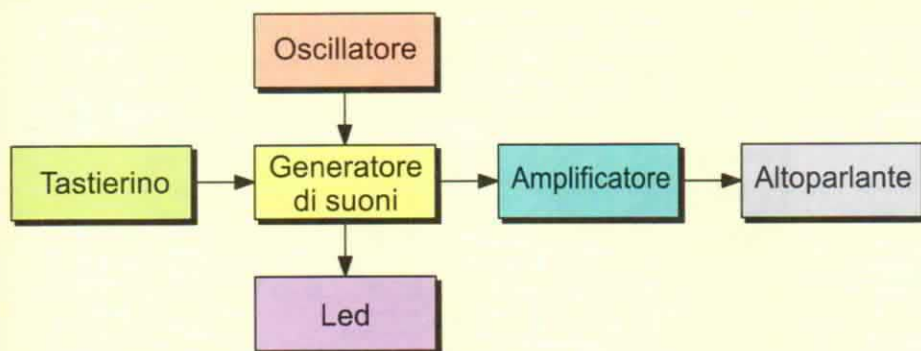 Oscillatore
Tastierino
Generatore
di suoni
Amplificatore
Altoparlante
Led